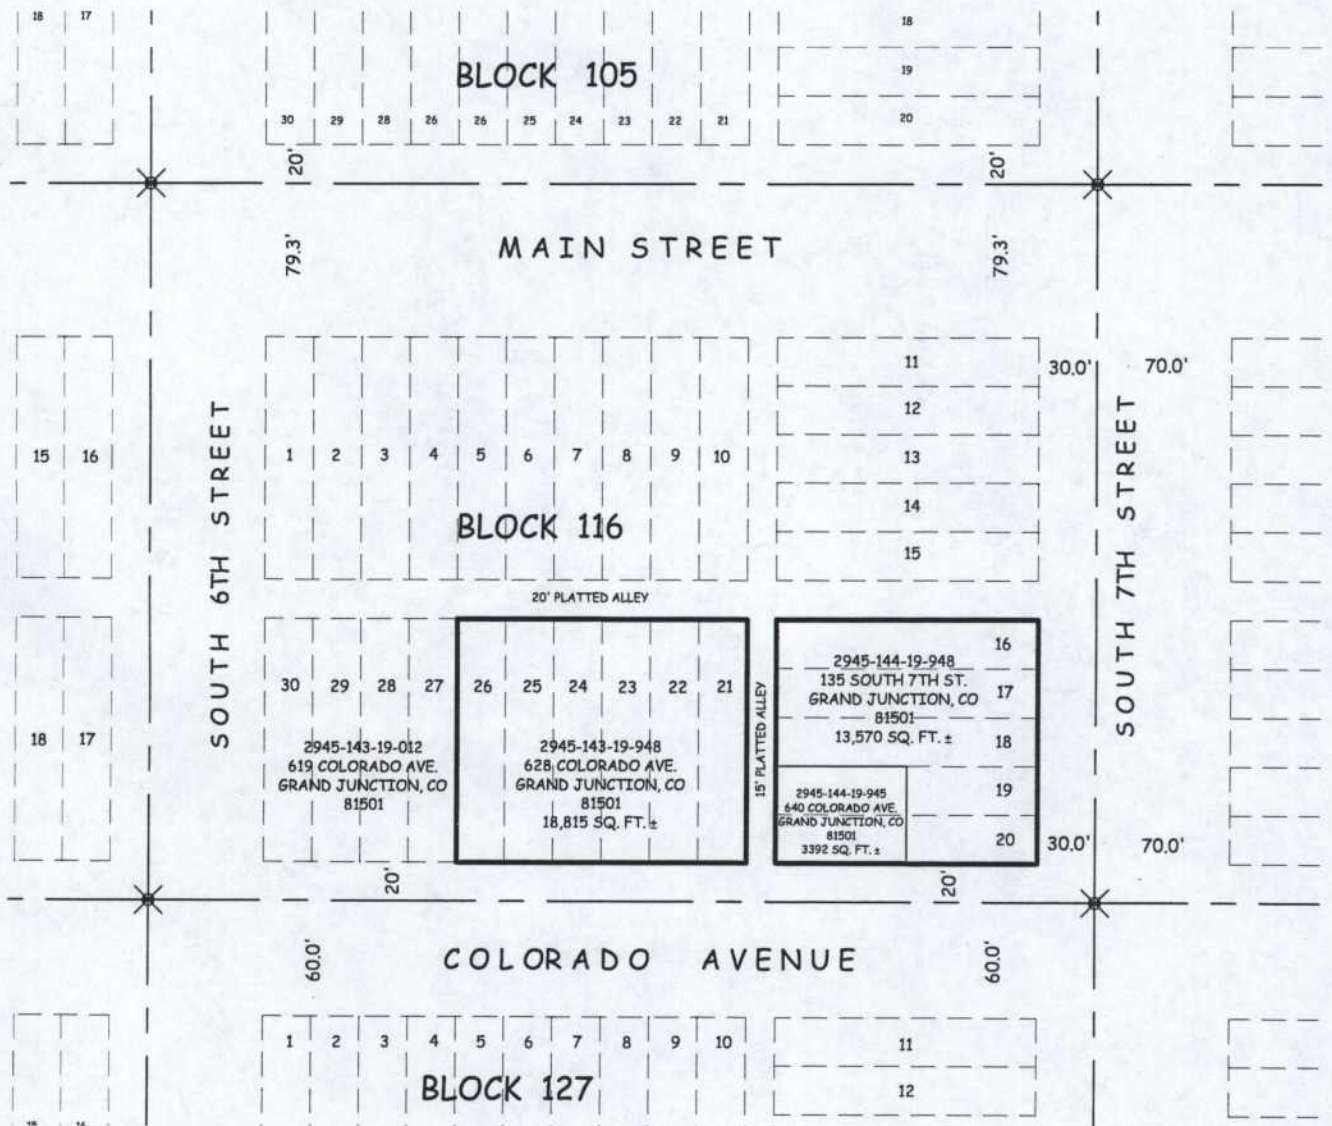 18 17
18
BLOCK 105
19
20
30 29 28 26 26 25 24 23 22 21
20'
20'
MAIN STREET
79.3'
79.3'
11
30.0' 70.0'
12
15 16
1 2 3 4 5 6 7 8 9 10
13
14
15
BLOCK 116
SOUTH 6TH STREET
SOUTH 7TH STREET
20' PLATTED ALLEY
30 29 28 27 26 25 24 23 22 21
16
17
18
19
20
15' PLATTED ALLEY
2945-144-19-948
135 SOUTH 7TH ST.
GRAND JUNCTION, CO
81501
13,570 SQ. FT. ±
18 17
2945-143-19-012
619 COLORADO AVE.
GRAND JUNCTION, CO
81501
2945-143-19-948
628 COLORADO AVE.
GRAND JUNCTION, CO
81501
18,815 SQ. FT. ±
2945-144-19-945
640 COLORADO AVE.
GRAND JUNCTION, CO
81501
3392 SQ. FT. ±
30.0' 70.0'
20'
20'
COLORADO AVENUE
60.0'
60.0'
1 2 3 4 5 6 7 8 9 10
11
12
BLOCK 127